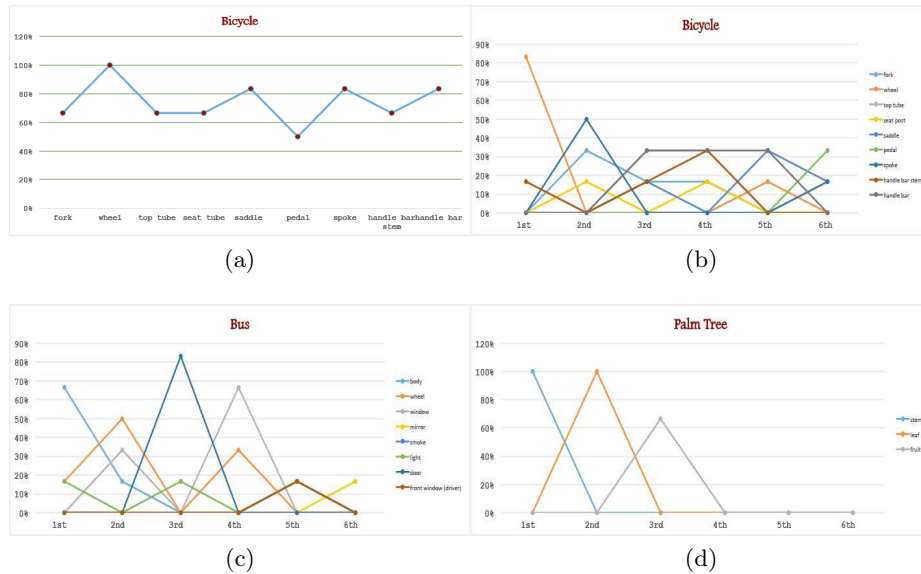 Bicycle
120%
100%
80%
60%
40%
20%
0%
fork wheel top tube seat tube saddle pedal spoke handle bar handle bar
stem
(a)
Bicycle
90%
80%
70%
60%
50%
40%
30%
20%
10%
0%
1st 2nd 3rd 4th 5th 6th
fork
wheel
top tube
seat post
saddle
pedal
spoke
handle bar stem
handle bar
(b)
Bus
90%
80%
70%
60%
50%
40%
30%
20%
10%
0%
1st 2nd 3rd 4th 5th 6th
body
wheel
window
mirror
smoke
light
door
front window (driver)
(c)
Palm Tree
120%
100%
80%
60%
40%
20%
0%
1st 2nd 3rd 4th 5th 6th
stem
leaf
fruit
(d)